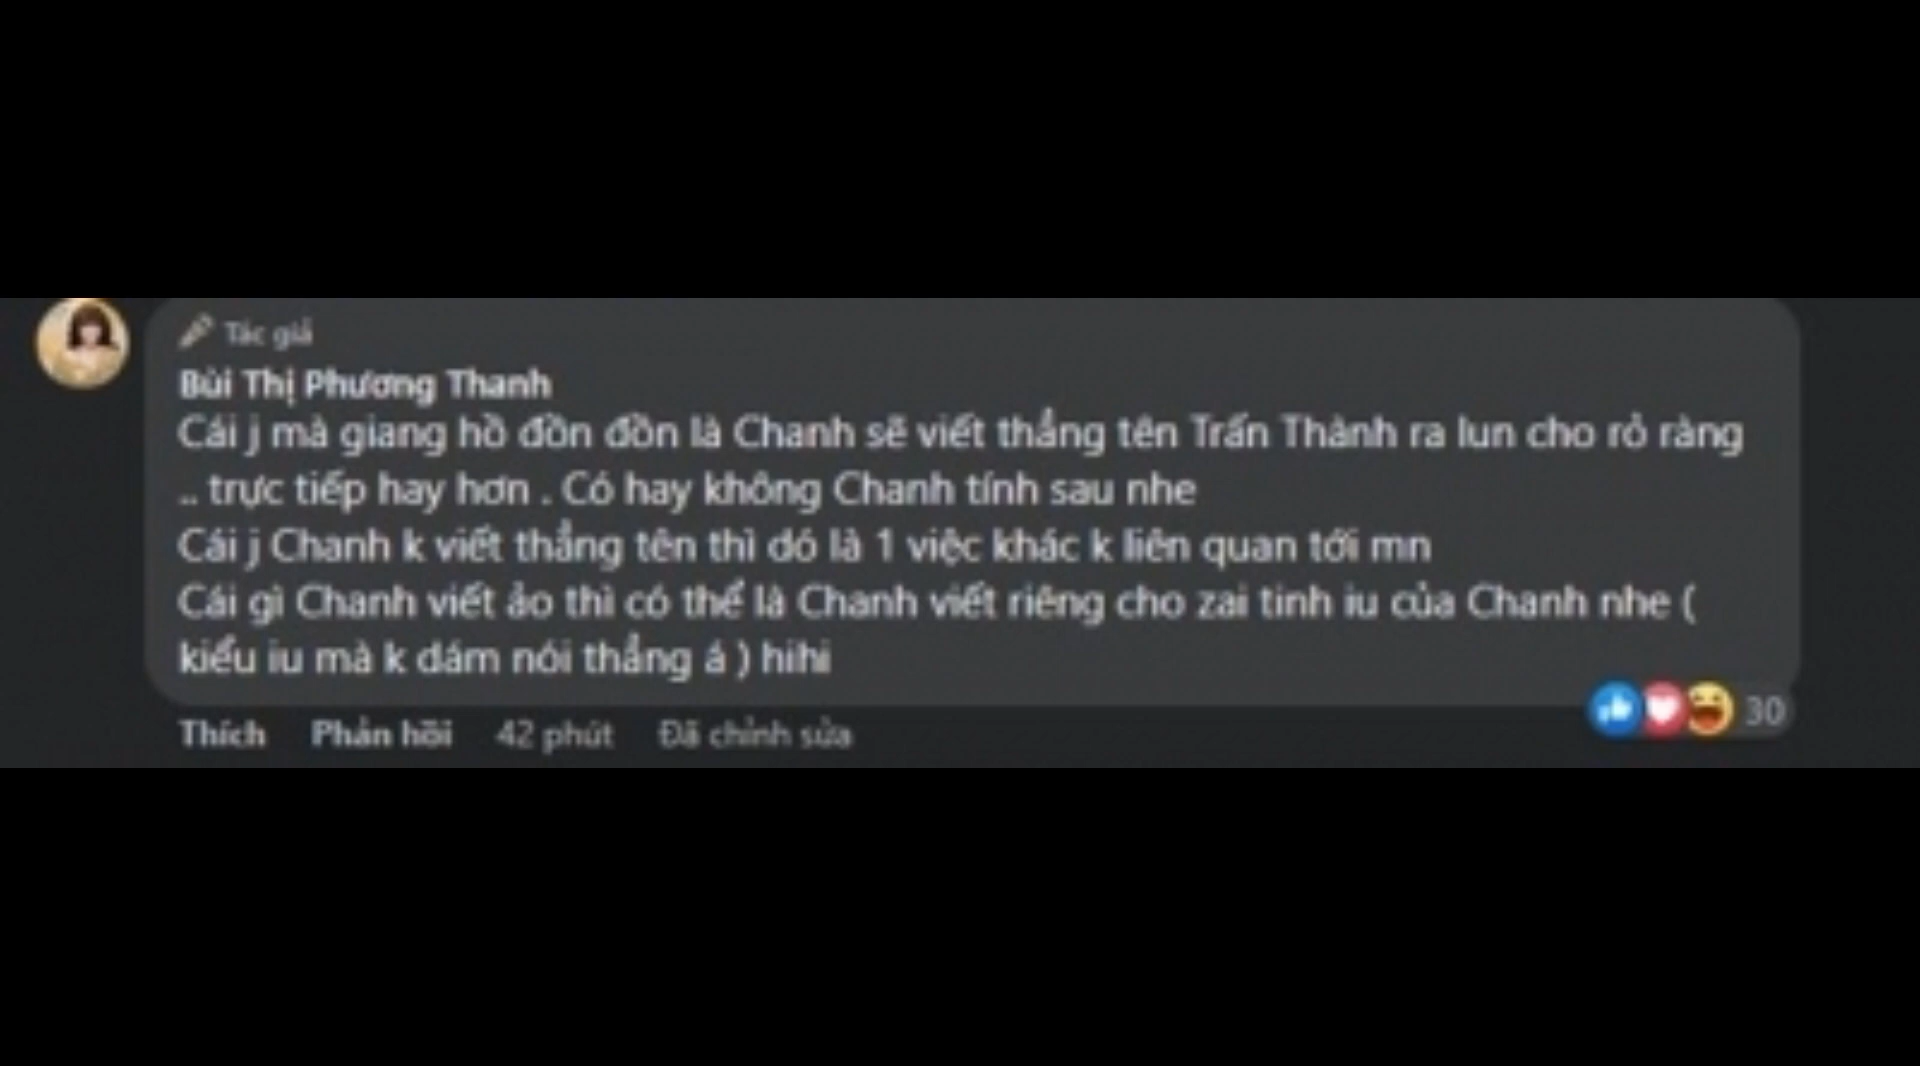 Tác giả
Bùi Thị Phương Thanh
Cái j mà giang hồ đồn đồn là Chanh sẽ viết thẳng tên Trấn Thành ra lun cho rỏ ràng
.. trực tiếp hay hơn . Có hay không Chanh tính sau nhe
Cái j Chanh k viết thẳng tên thì dó là 1 việc khác k liên quan tới mn
Cái gì Chanh viết ảo thì có thể là Chanh viết riêng cho zai tinh iu của Chanh nhe (
kiểu iu mà k dám nói thẳng á ) hihi
Thích Phản hồi 42 phút Đã chỉnh sửa 30